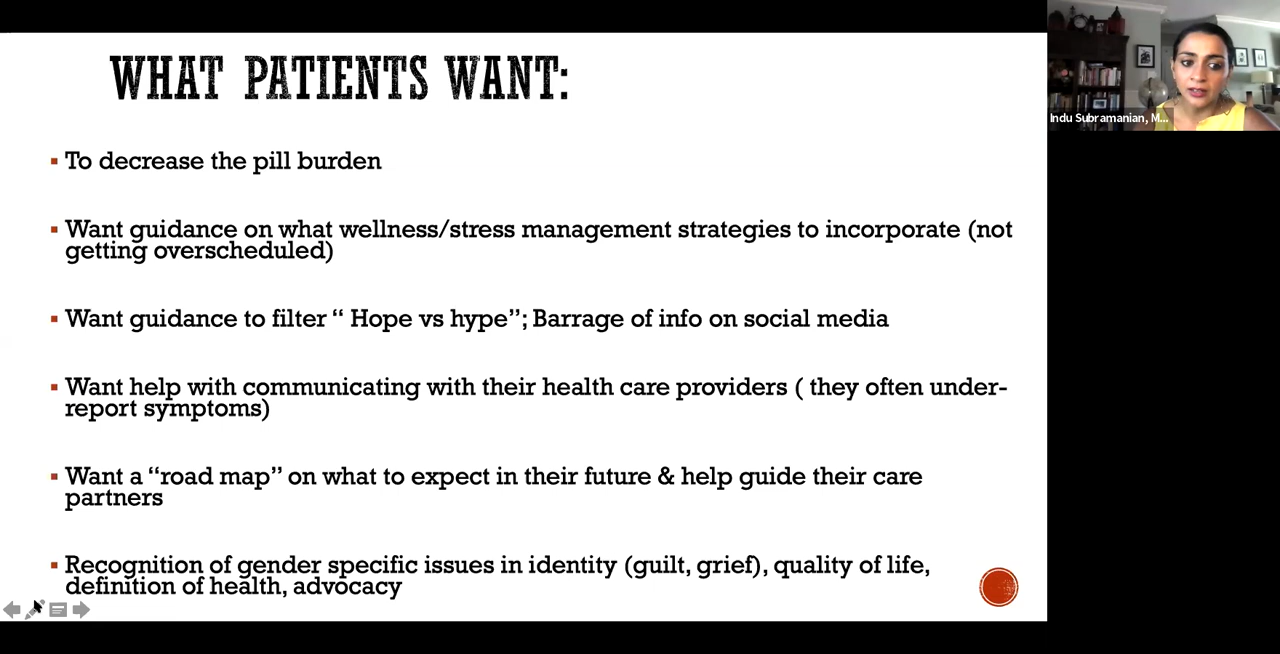 WHAT PATIENTS WANT:
Indu Subramanian, M...
To decrease the pill burden
Want guidance on what wellness/stress management strategies to incorporate (not
getting overscheduled)
Want guidance to filter “ Hope vs hype”; Barrage of info on social media
Want help with communicating with their health care providers ( they often under-
report symptoms)
Want a “road map” on what to expect in their future & help guide their care
partners
Recognition of gender specific issues in identity (guilt, grief), quality of life,
definition of health, advocacy